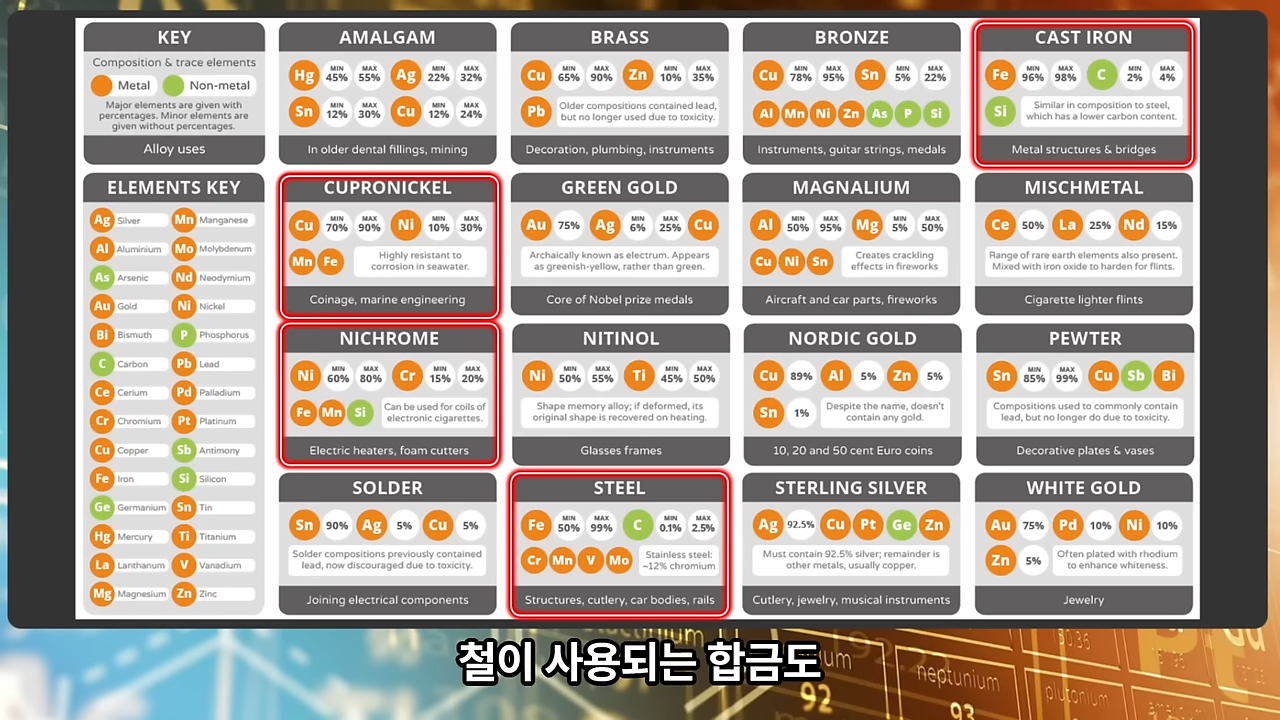 KEY
Composition & trace elements
Metal Non-metal
Major elements are given with
percentages. Minor elements are
given without percentages.
Alloy uses
AMALGAM
Hg MIN 45% MAX 55% Ag MIN 22% MAX 32%
Sn MIN 12% MAX 30% Cu MIN 12% MAX 24%
In older dental fillings, mining
BRASS
Cu MIN 65% MAX 90% Zn MIN 10% MAX 35%
Pb Older compositions contained lead,
but no longer used due to toxicity.
Decoration, plumbing, instruments
BRONZE
Cu MIN 78% MAX 95% Sn MIN 5% MAX 22%
Al Mn Ni Zn As P Si
Instruments, guitar strings, medals
CAST IRON
Fe MIN 96% MAX 98% C MIN 2% MAX 4%
Si Similar in composition to steel,
which has a lower carbon content.
Metal structures & bridges
ELEMENTS KEY
Ag Silver Mn Manganese
Al Aluminium Mo Molybdenum
As Arsenic Nd Neodymium
Au Gold Ni Nickel
Bi Bismuth P Phosphorus
C Carbon Pb Lead
Ce Cerium Pd Palladium
Cr Chromium Pt Platinum
Cu Copper Sb Antimony
Fe Iron Si Silicon
Ge Germanium Sn Tin
Hg Mercury Ti Titanium
La Lanthanum V Vanadium
Mg Magnesium Zn Zinc
CUPRONICKEL
Cu MIN 70% MAX 90% Ni MIN 10% MAX 30%
Mn Fe Highly resistant to
corrosion in seawater.
Coinage, marine engineering
GREEN GOLD
Au 75% Ag MIN 6% MAX 25% Cu
Archaically known as electrum. Appears
as greenish-yellow, rather than green.
Core of Nobel prize medals
MAGNALIUM
Al MIN 50% MAX 95% Mg MIN 5% MAX 50%
Cu Ni Sn Creates crackling
effects in fireworks
Aircraft and car parts, fireworks
MISCHMETAL
Ce 50% La 25% Nd 15%
Range of rare earth elements also present.
Mixed with iron oxide to harden for flints.
Cigarette lighter flints
NICHROME
Ni MIN 60% MAX 80% Cr MIN 15% MAX 20%
Fe Mn Si Can be used for coils of
electronic cigarettes.
Electric heaters, foam cutters
NITINOL
Ni MIN 50% MAX 55% Ti MIN 45% MAX 50%
Shape memory alloy; if deformed, its
original shape is recovered on heating.
Glasses frames
NORDIC GOLD
Cu 89% Al 5% Zn 5%
Sn 1% Despite the name, doesn't
contain any gold.
10, 20 and 50 cent Euro coins
PEWTER
Sn MIN 85% MAX 99% Cu Sb Bi
Compositions used to commonly contain
lead, but no longer do due to toxicity.
Decorative plates & vases
SOLDER
Sn 90% Ag 5% Cu 5%
Solder compositions previously contained
lead, now discouraged due to toxicity.
Joining electrical components
STEEL
Fe MIN 50% MAX 99% C MIN 0.1% MAX 2.5%
Cr Mn V Mo Stainless steel:
~12% chromium
Structures, cutlery, car bodies, rails
STERLING SILVER
Ag 92.5% Cu Pt Ge Zn
Must contain 92.5% silver; remainder is
other metals, usually copper.
Cutlery, jewelry, musical instruments
WHITE GOLD
Au 75% Pd 10% Ni 10%
Zn 5% Often plated with rhodium
to enhance whiteness.
Jewelry
철이 사용되는 합금도
neptunium
plutonium
92
93